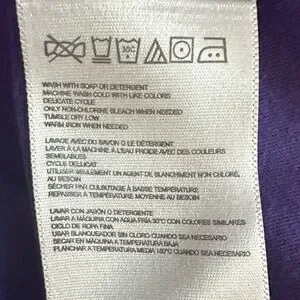 30C
WASH WITH SOAP OR DETERGENT
MACHINE WASH COLD WITH LIKE COLORS
DELICATE CYCLE
ONLY NON-CHLORINE BLEACH WHEN NEEDED
TUMBLE DRY LOW
WARM IRON WHEN NEEDED
LAVAGE AVEC DU SAVON O LE DÉTERGENT
LAVER À LA MACHINE À L'EAU FROIDE AVEC DES COULEURS
SEMBLABLES
CYCLE DELICAT
SEULEMENT UTILISER UN AGENT DE BLANCHIMENT NON CHLORÉ,
AU BESOIN
SÉCHER PAR CULBUTAGE À BASSE TEMPÉRATURE
REPASSER À TEMPÉRATURE MOYENNE AU BESOIN
LAVAR CON JASON O DETERGENTE
LAVAR A MÁQUINA CON AGUA FRIA 30°C CON COLORES SIMILARES
CICLO DE ROPA FINA
USAR BLANQUEADOR SIN CLORO CUANDO SEA NECESARIO
SECAR EN MÁQUINA A TEMPERATURA BAJA
PLANCHAR A TEMPERATURA MEDIA 150°C CUANDO SEA NECESARIO